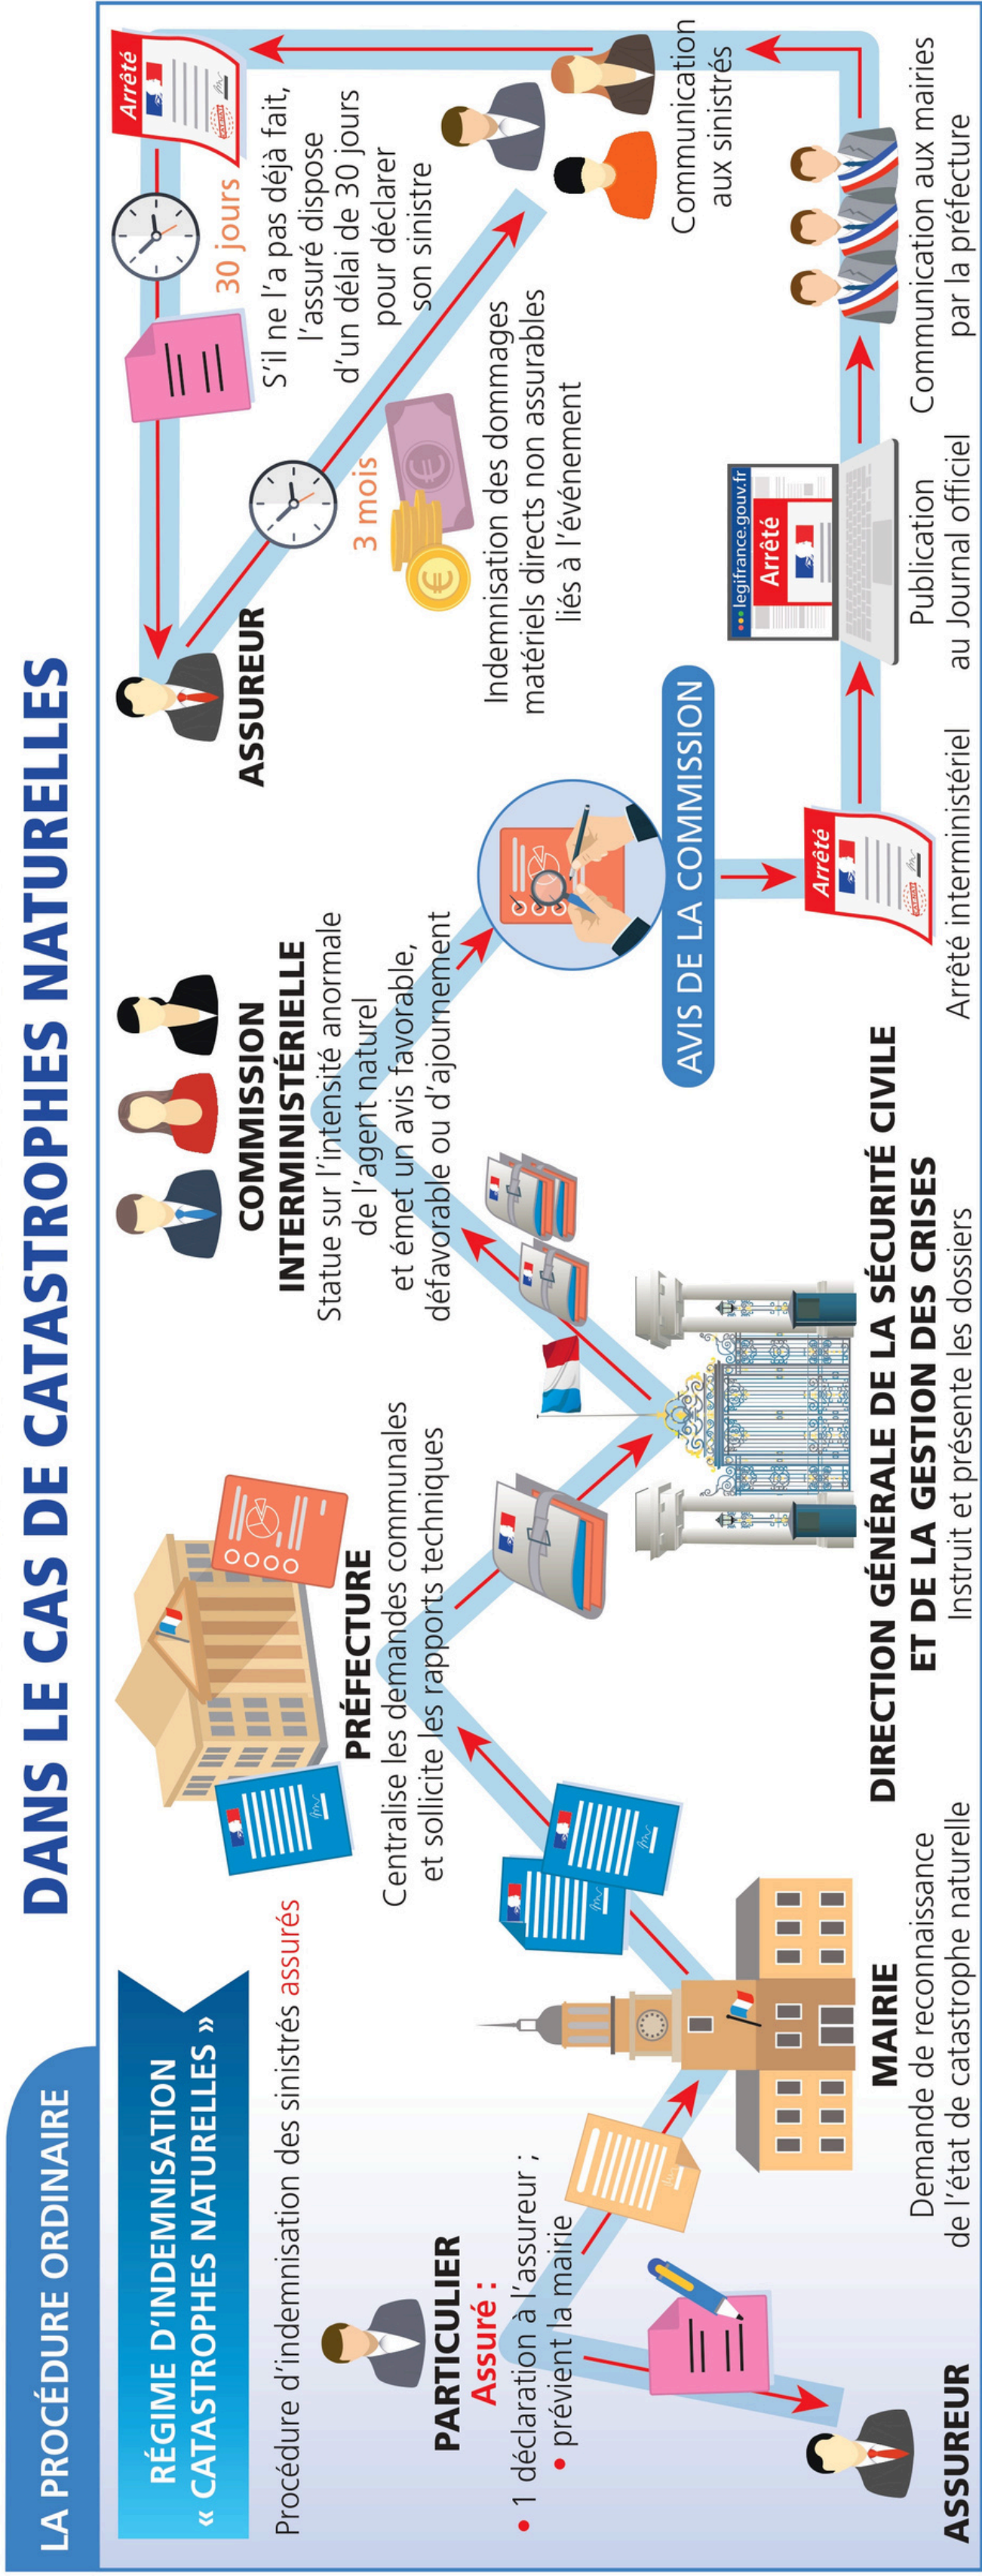 LA PROCÉDURE ORDINAIRE
DANS LE CAS DE CATASTROPHES NATURELLES
RÉGIME D'INDEMNISATION
« CATASTROPHES NATURELLES »
Procédure d'indemnisation des sinistrés assurés
PARTICULIER
Assuré :
• 1 déclaration à l'assureur ;
• prévient la mairie
ASSUREUR
MAIRIE
Demande de reconnaissance
de l'état de catastrophe naturelle
PRÉFECTURE
Centralise les demandes communales
et sollicite les rapports techniques
DIRECTION GÉNÉRALE DE LA SÉCURITÉ CIVILE
ET DE LA GESTION DES CRISES
Instruit et présente les dossiers
COMMISSION
INTERMINISTÉRIELLE
Statue sur l'intensité anormale
de l'agent naturel
et émet un avis favorable,
défavorable ou d'ajournement
AVIS DE LA COMMISSION
Arrêté
Arrêté interministériel
legifrance.gouv.fr
Arrêté
Publication
au Journal officiel
Communication aux mairies
par la préfecture
Communication
aux sinistrés
Arrêté
30 jours
S'il ne l'a pas déjà fait,
l'assuré dispose
d'un délai de 30 jours
pour déclarer
son sinistre
ASSUREUR
3 mois
Indemnisation des dommages
matériels directs non assurables
liés à l'événement